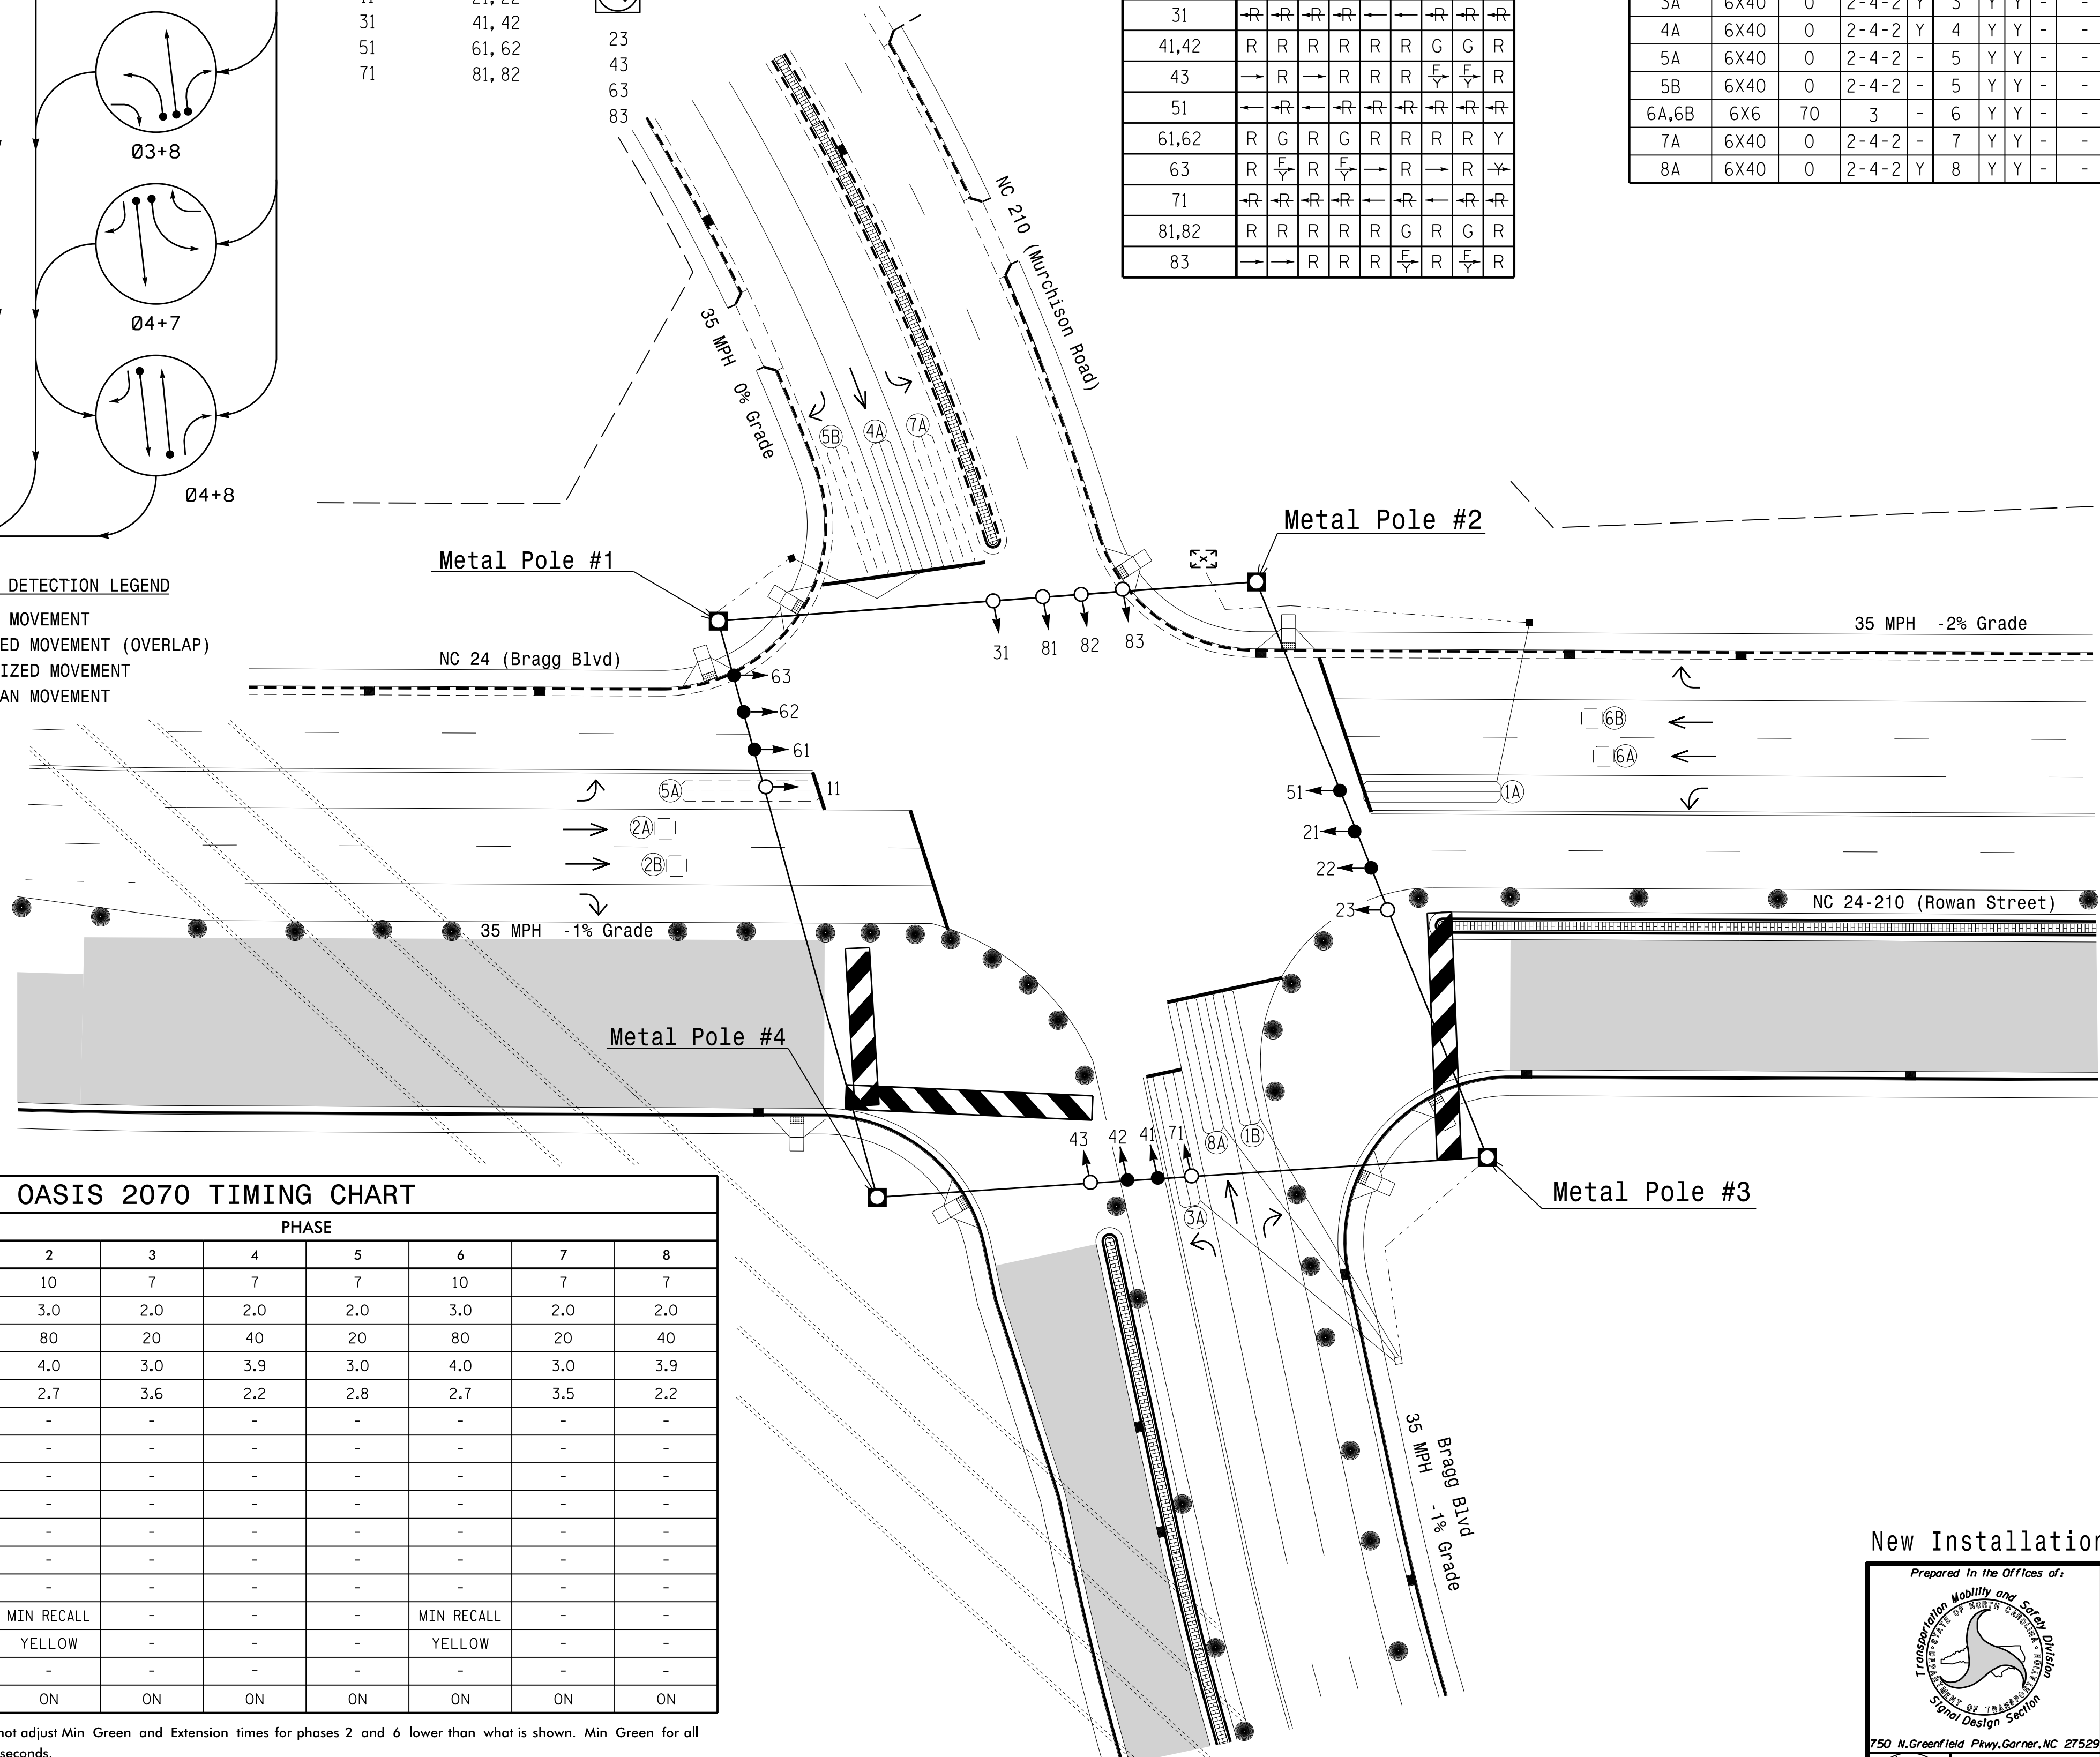 Ø3+8
Ø4+7
Ø4+8
31 41,42
51 61,62
71 81,82
23
43
63
83
31 R R R R R R R
41,42 R R R R R R G G R
43 R R R R F Y F Y R
51 R R R R R R R
61,62 R G R G R R R R Y
63 R F Y R F Y R R Y
71 R R R R R R R
81,82 R R R R R G R G R
83 R R R F Y R F Y R
3A 6X40 0 2-4-2 Y 3 Y Y - -
4A 6X40 0 2-4-2 Y 4 Y Y - -
5A 6X40 0 2-4-2 - 5 Y Y - -
5B 6X40 0 2-4-2 - 5 Y Y - -
6A,6B 6X6 70 3 - 6 Y Y - -
7A 6X40 0 2-4-2 - 7 Y Y - -
8A 6X40 0 2-4-2 Y 8 Y Y - -
NC 210 (Murchison Road)
35 MPH 0% Grade
5B 4A 7A
Metal Pole #2
Metal Pole #1
DETECTION LEGEND
MOVEMENT
ED MOVEMENT (OVERLAP)
IZED MOVEMENT
AN MOVEMENT
NC 24 (Bragg Blvd)
31 81 82 83
35 MPH -2% Grade
63
62
61
11
6B
6A
5A
2A
2B
51
21
22
23
1A
35 MPH -1% Grade
NC 24-210 (Rowan Street)
Metal Pole #4
43 42 41 71
8A 1B
3A
Metal Pole #3
OASIS 2070 TIMING CHART
PHASE
2 3 4 5 6 7 8
10 7 7 7 10 7 7
3.0 2.0 2.0 2.0 3.0 2.0 2.0
80 20 40 20 80 20 40
4.0 3.0 3.9 3.0 4.0 3.0 3.9
2.7 3.6 2.2 2.8 2.7 3.5 2.2
- - - - - - -
- - - - - - -
- - - - - - -
- - - - - - -
- - - - - - -
- - - - - - -
- - - - - - -
MIN RECALL - - - MIN RECALL - -
YELLOW - - - YELLOW - -
- - - - - - -
ON ON ON ON ON ON ON
not adjust Min Green and Extension times for phases 2 and 6 lower than what is shown. Min Green for all
seconds.
Bragg Blvd
35 MPH -1% Grade
New Installation
Prepared in the Offices of:
Transportation Mobility and Safety Division
STATE OF NORTH CAROLINA
DEPARTMENT OF TRANSPORTATION
Signal Design Section
750 N.Greenfield Pkwy,Garner,NC 27529